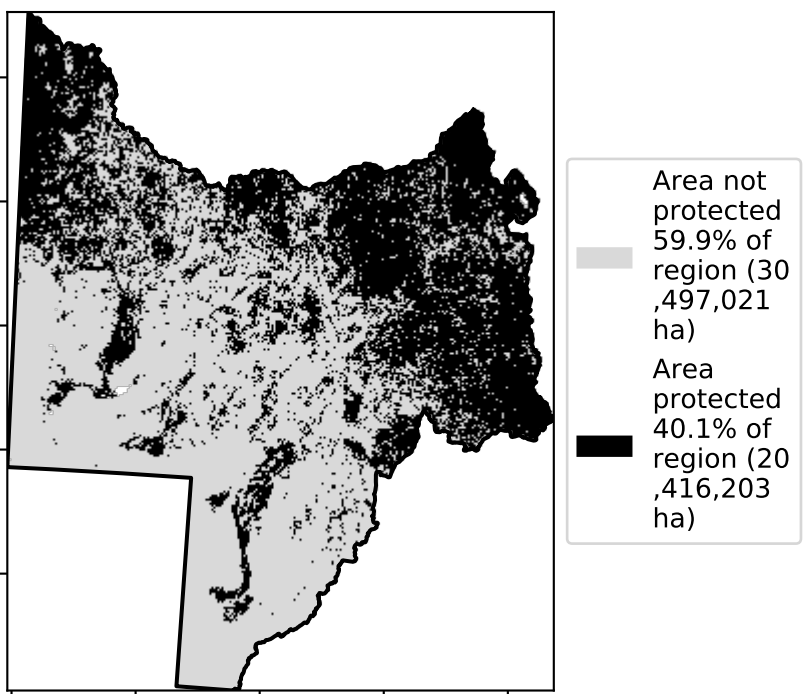 Area not
protected
59.9% of
region (30
,497,021
ha)
Area
protected
40.1% of
region (20
,416,203
ha)